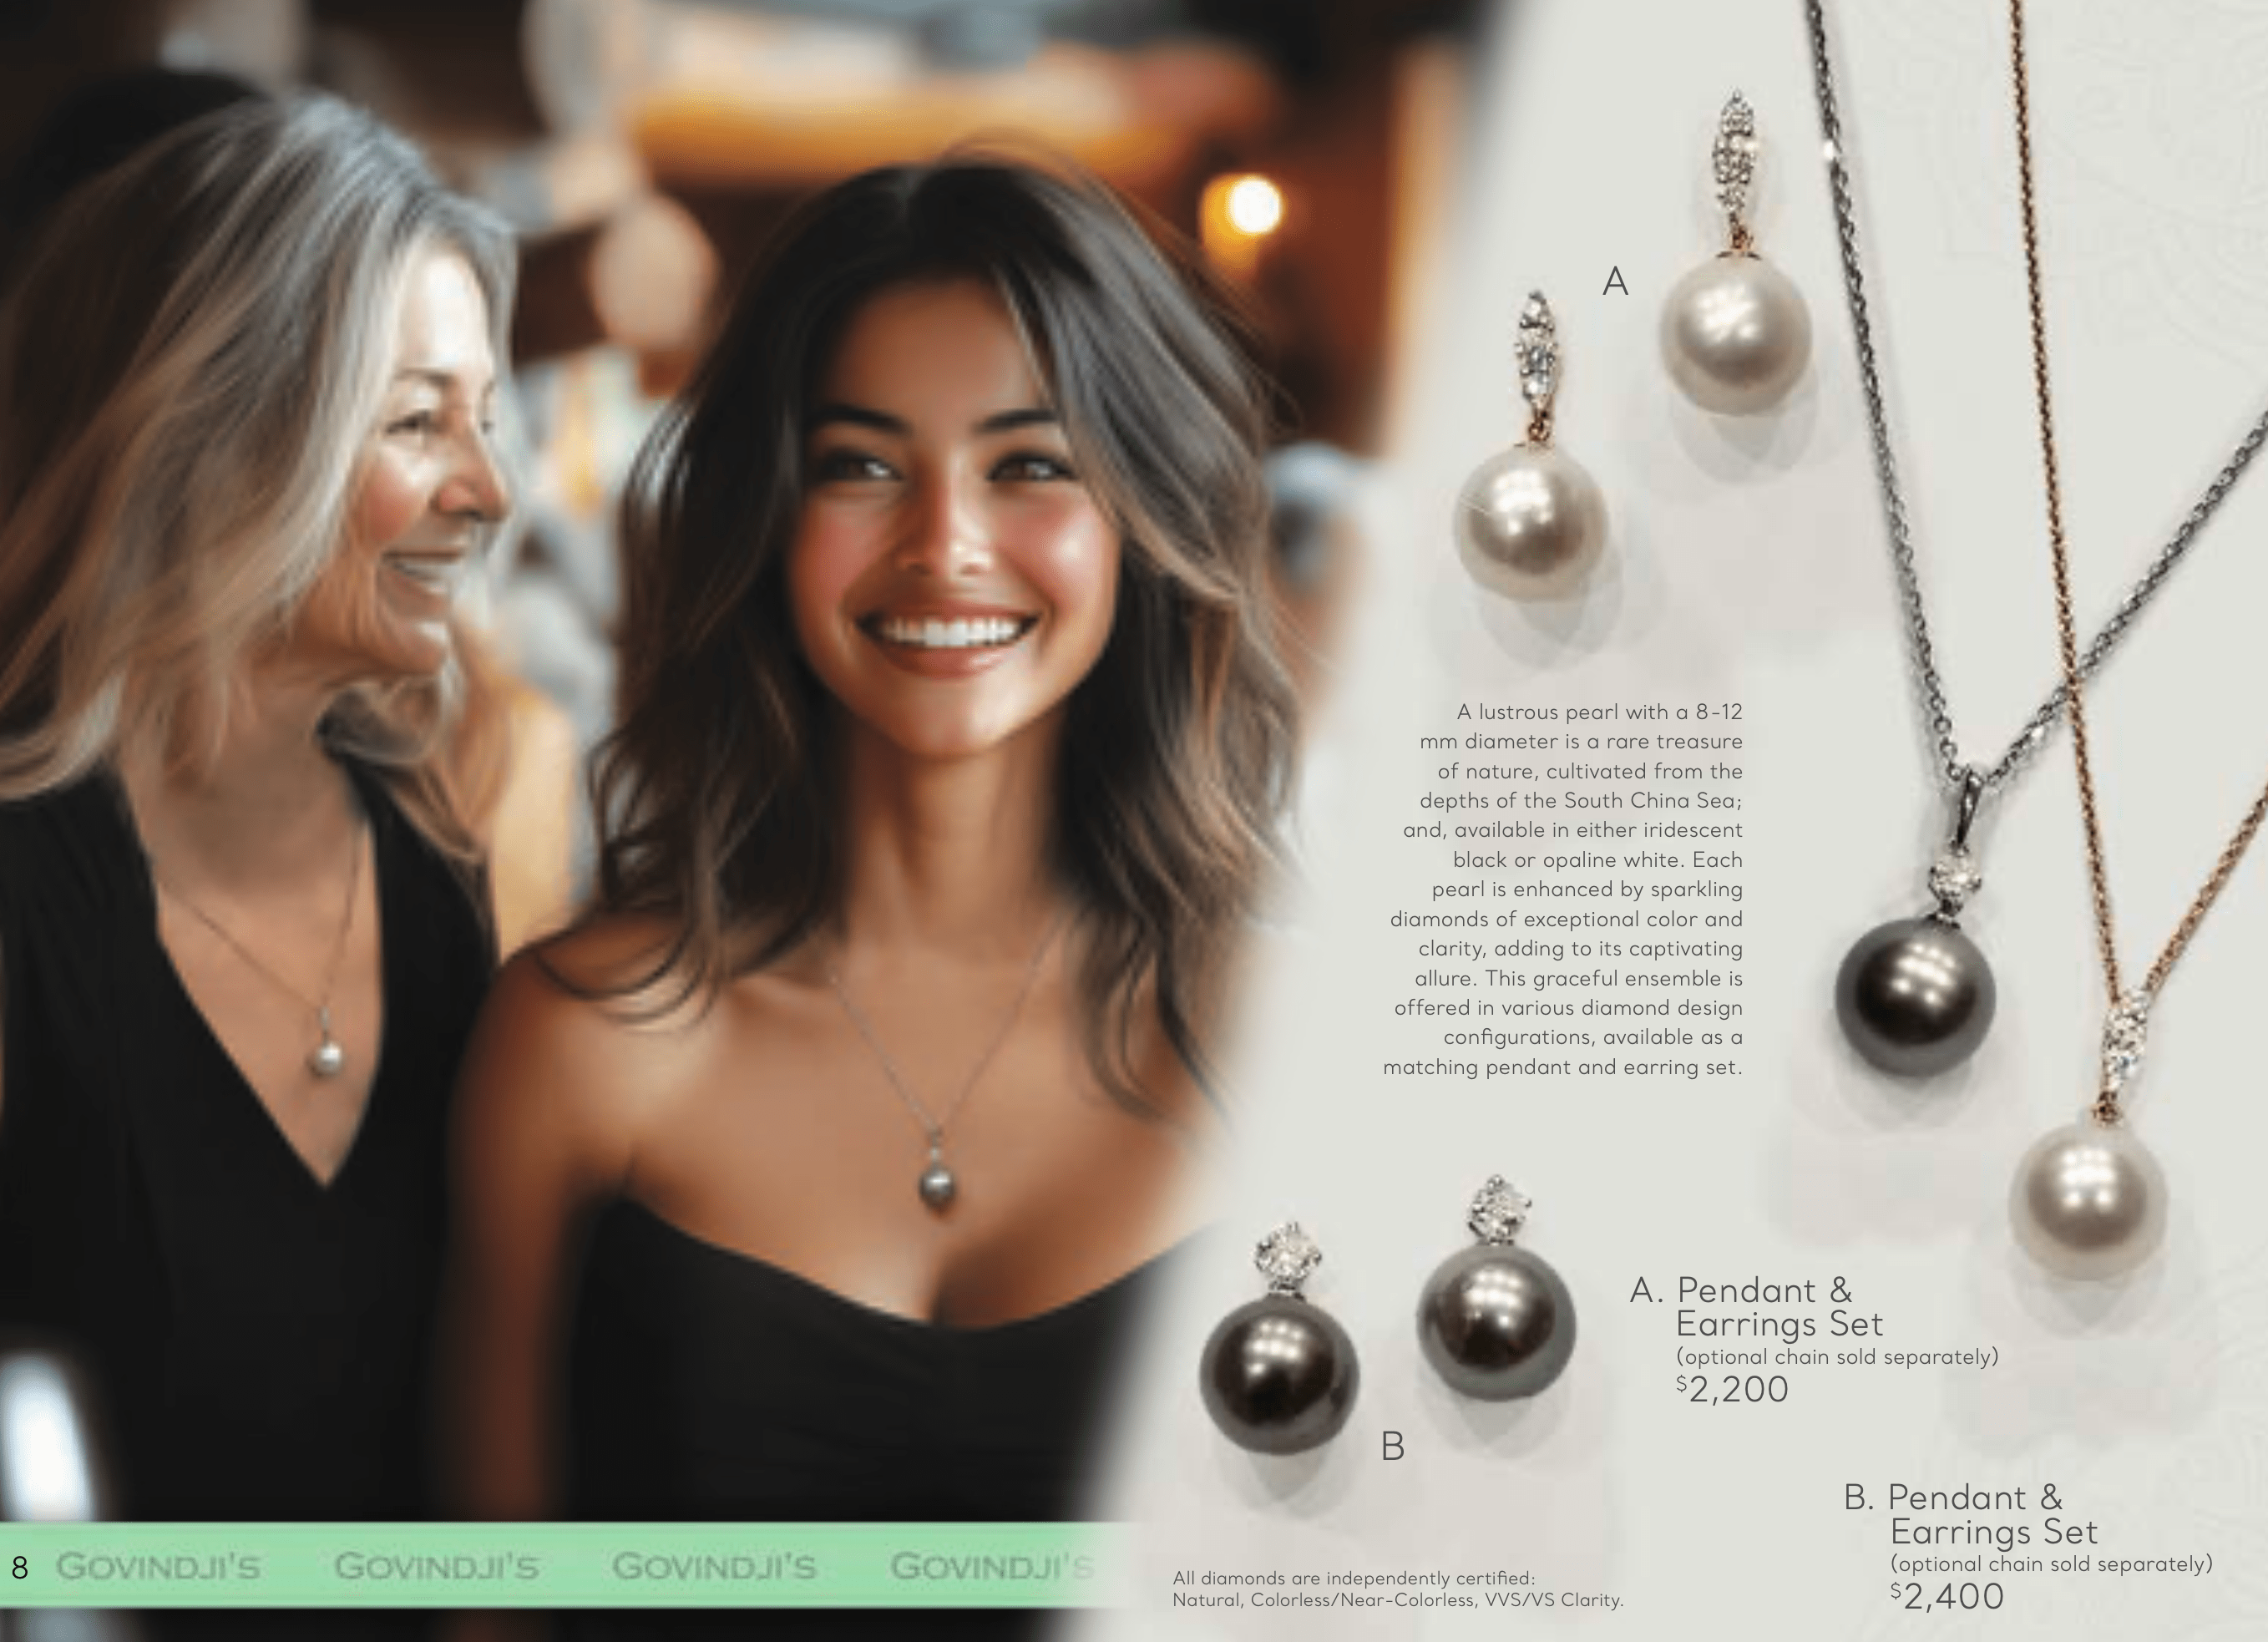 A
A lustrous pearl with a 8-12
mm diameter is a rare treasure
of nature, cultivated from the
depths of the South China Sea;
and, available in either iridescent
black or opaline white. Each
pearl is enhanced by sparkling
diamonds of exceptional color and
clarity, adding to its captivating
allure. This graceful ensemble is
offered in various diamond design
configurations, available as a
matching pendant and earring set.
A. Pendant &
Earrings Set
(optional chain sold separately)
$2,200
B
B. Pendant &
Earrings Set
(optional chain sold separately)
$2,400
All diamonds are independently certified:
Natural, Colorless/Near-Colorless, VVS/VS Clarity.
8 GOVINDJI'S GOVINDJI'S GOVINDJI'S GOVINDJI'S